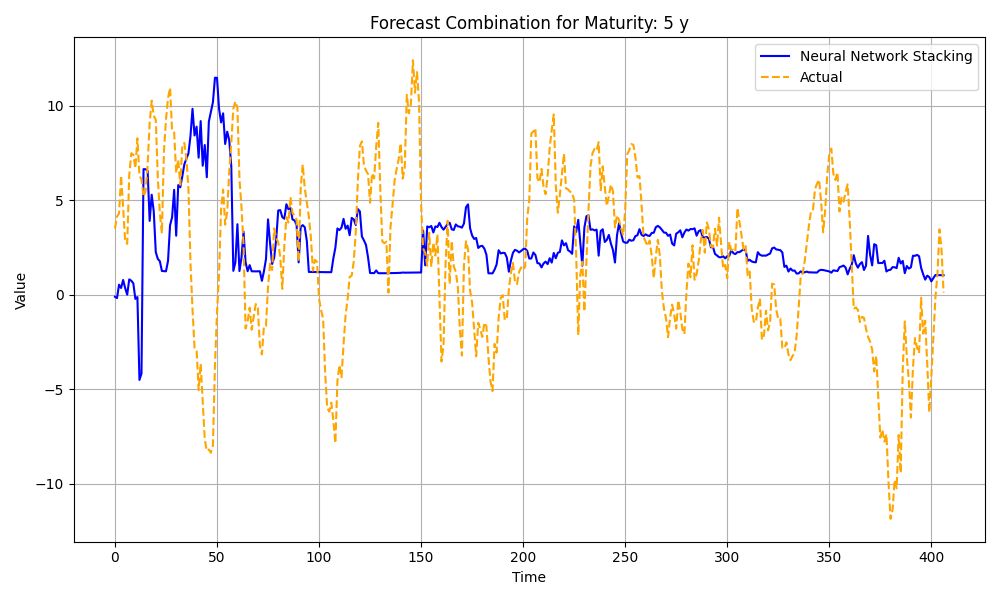 Forecast Combination for Maturity: 5 y
Neural Network Stacking
Actual
Value
10
5
0
−5
−10
0 50 100 150 200 250 300 350 400
Time